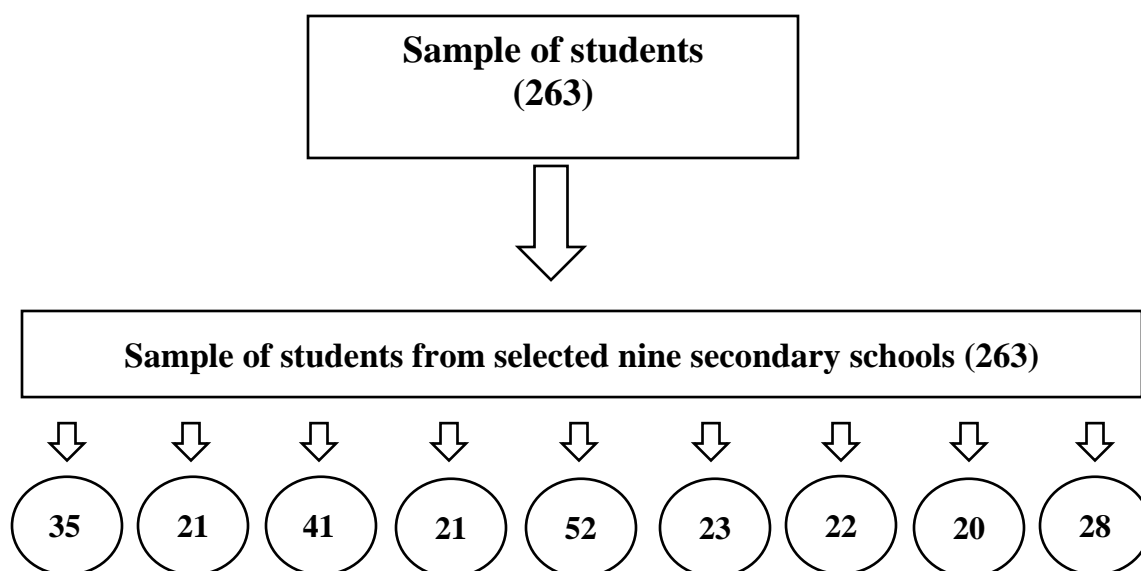 Sample of students
(263)
Sample of students from selected nine secondary schools (263)
35 21 41 21 52 23 22 20 28